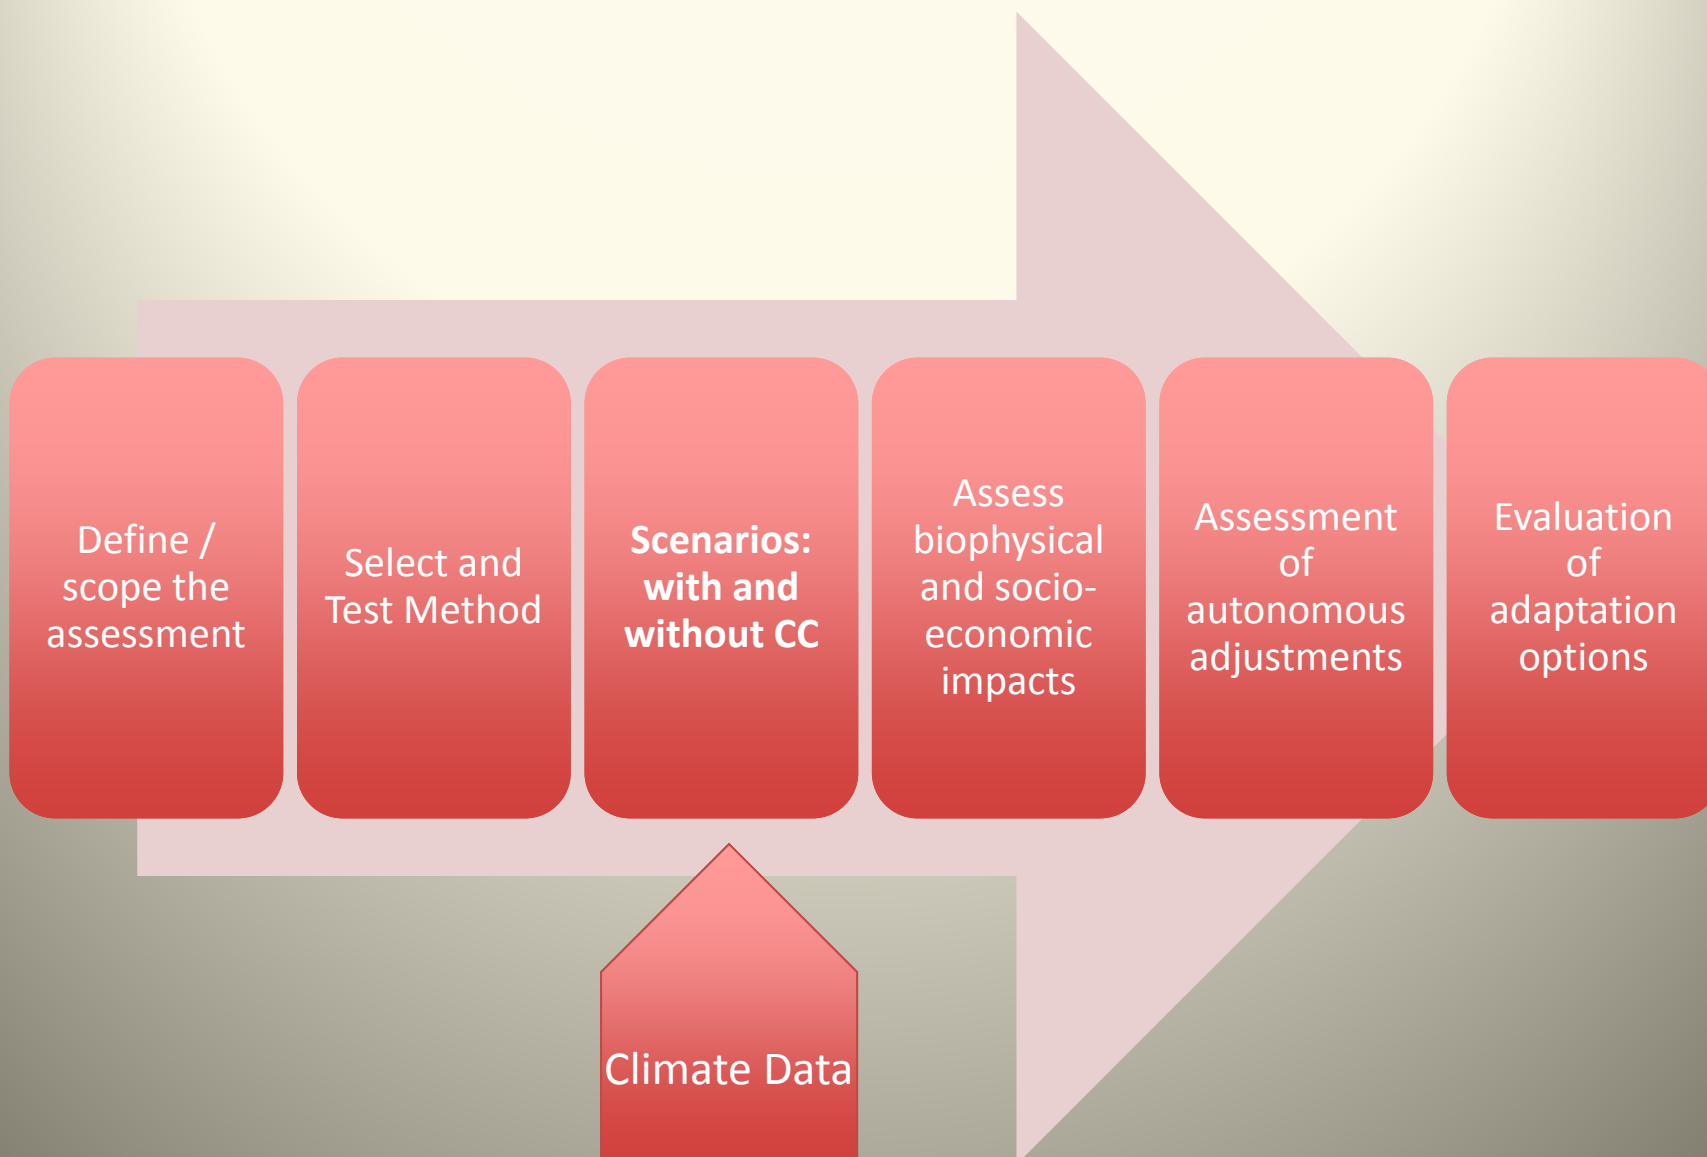 Define /
scope the
assessment
Select and
Test Method
Scenarios:
with and
without CC
Assess
biophysical
and socio-
economic
impacts
Assessment
of
autonomous
adjustments
Evaluation
of
adaptation
options
Climate Data